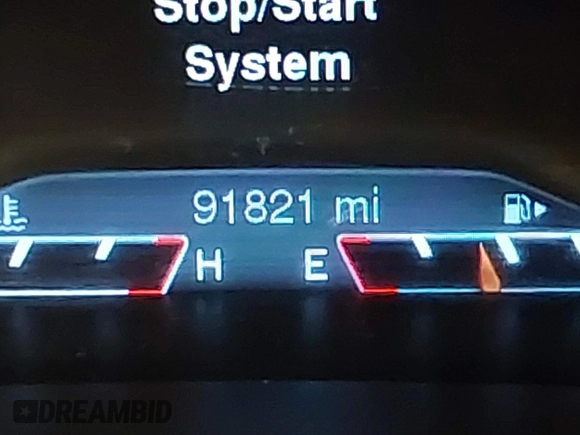 Stop/Start
System
91821 mi
H E
DREAMBID